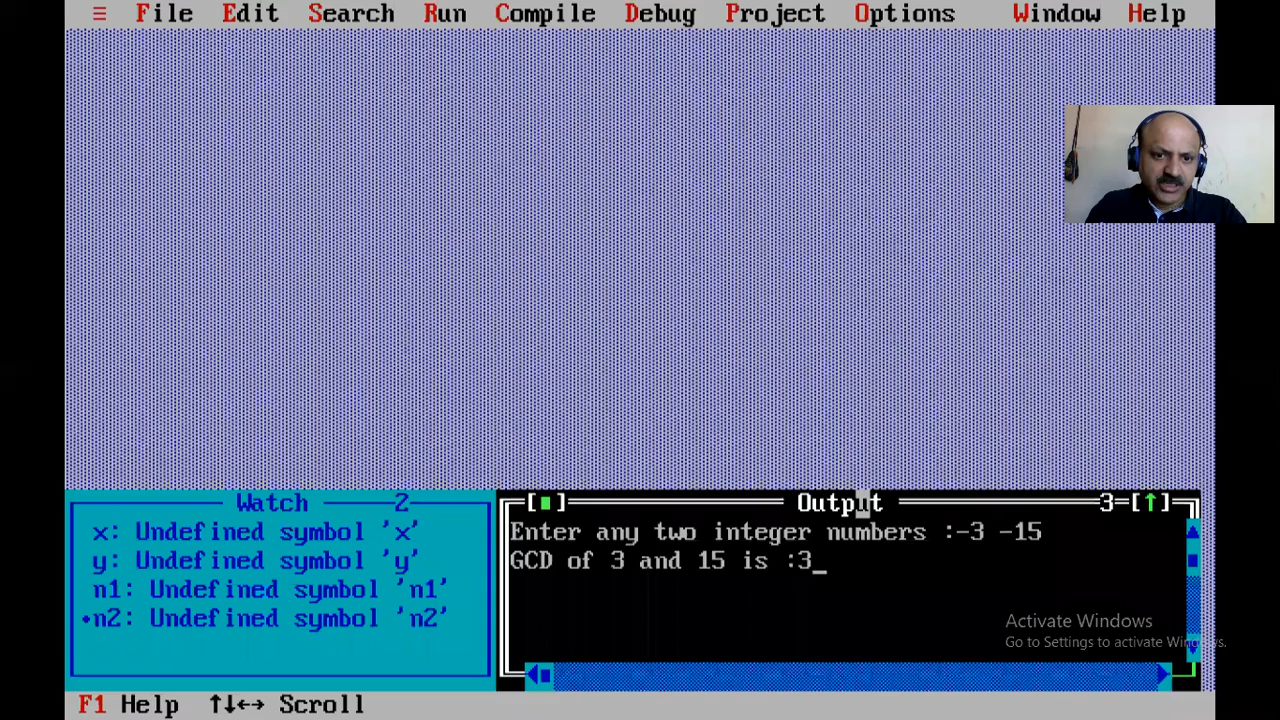 ≡ File Edit Search Run Compile Debug Project Options Window Help
Watch 2
x: Undefined symbol 'x'
y: Undefined symbol 'y'
n1: Undefined symbol 'n1'
•n2: Undefined symbol 'n2'
[■] Output 3=[↑]
Enter any two integer numbers :-3 -15
GCD of 3 and 15 is :3_
Activate Windows
Go to Settings to activate Windows.
F1 Help ↑↓←→ Scroll